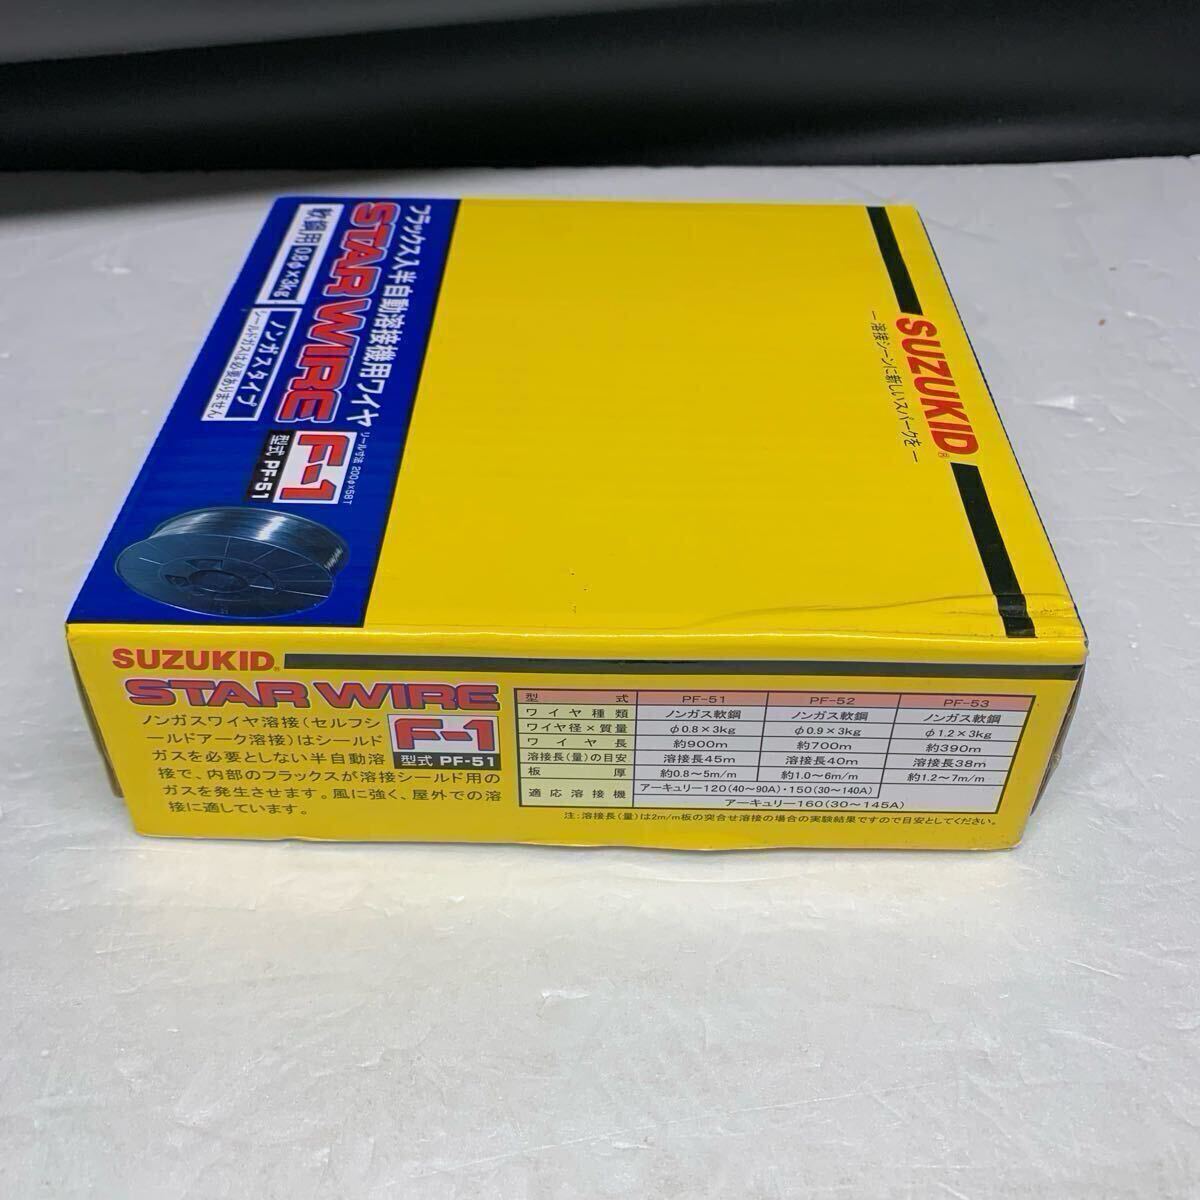 フラックス入半自動溶接機用ワイヤ
STAR WIRE F-1
軟鋼用 0.8φ×3kg
ノンガスタイプ
シールドガスは必要ありません
リール寸法 200φ×58T
型式 PF-51
SUZUKID®
ー溶接シーンに新しいスパークをー
SUZUKID®
STAR WIRE
F-1
型式 PF-51
ノンガスワイヤ溶接(セルフシ
ールドアーク溶接)はシールド
ガスを必要としない半自動溶
接で、内部のフラックスが溶接シールド用の
ガスを発生させます。風に強く、屋外での溶
接に適しています。
型式 PF-51 PF-52 PF-53
ワイヤ種類 ノンガス軟鋼 ノンガス軟鋼 ノンガス軟鋼
ワイヤ径×質量 φ0.8×3kg φ0.9×3kg φ1.2×3kg
ワイヤ長 約900m 約700m 約390m
溶接長(量)の目安 溶接長45m 溶接長40m 溶接長38m
板厚 約0.8～5m/m 約1.0～6m/m 約1.2～7m/m
適応溶接機 アーキュリー120(40～90A)・150(30～140A)
アーキュリー160(30～145A)
注:溶接長(量)は2m/m板の突合せ溶接の場合の実験結果ですので目安としてください。